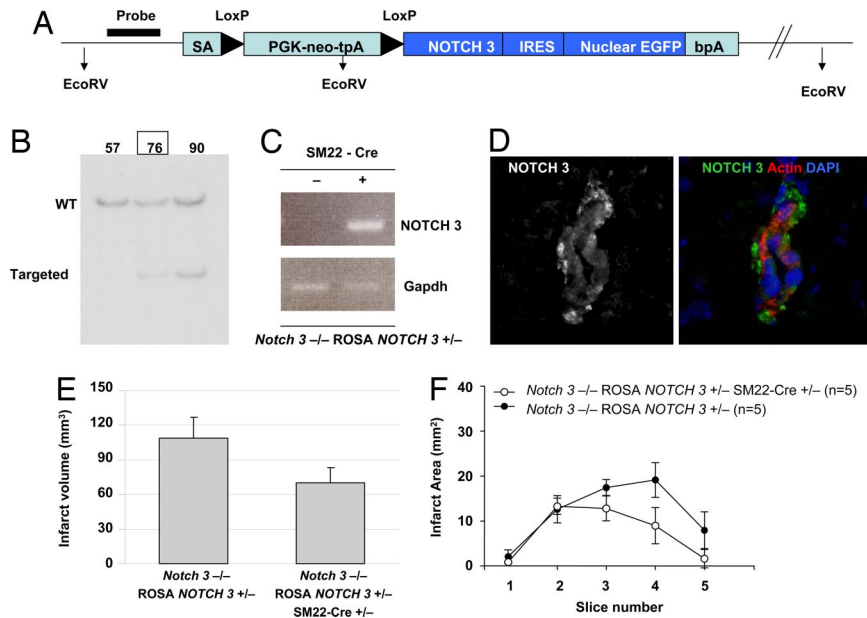 A
Probe
LoxP LoxP
SA PGK-neo-tpA NOTCH 3 IRES Nuclear EGFP bpA
EcoRV EcoRV EcoRV
B
57 76 90
WT
Targeted
C
SM22 - Cre
– +
NOTCH 3
Gapdh
Notch 3 –/– ROSA NOTCH 3 +/–
D
NOTCH 3
NOTCH 3 Actin DAPI
E
Infarct volume (mm³)
150
120
90
60
30
0
Notch 3 –/–
ROSA NOTCH 3 +/–
Notch 3 –/–
ROSA NOTCH 3 +/–
SM22-Cre +/–
F
Notch 3 –/– ROSA NOTCH 3 +/– SM22-Cre +/– (n=5)
Notch 3 –/– ROSA NOTCH 3 +/– (n=5)
Infarct Area (mm²)
40
30
20
10
0
1 2 3 4 5
Slice number